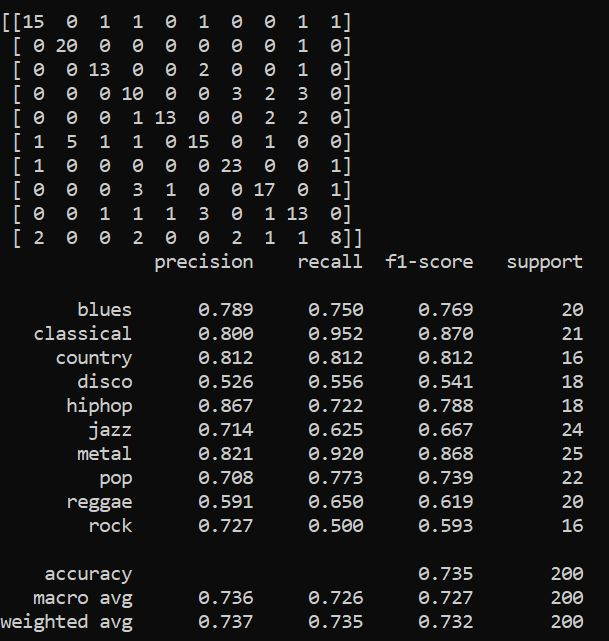 [[15  0  1  1  0  1  0  0  1  1]
 [ 0 20  0  0  0  0  0  0  1  0]
 [ 0  0 13  0  0  2  0  0  1  0]
 [ 0  0  0 10  0  0  3  2  3  0]
 [ 0  0  0  1 13  0  0  2  2  0]
 [ 1  5  1  1  0 15  0  1  0  0]
 [ 1  0  0  0  0  0 23  0  0  1]
 [ 0  0  0  3  1  0  0 17  0  1]
 [ 0  0  1  1  1  3  0  1 13  0]
 [ 2  0  0  2  0  0  2  1  1  8]]
              precision    recall  f1-score   support

       blues      0.789     0.750     0.769        20
   classical      0.800     0.952     0.870        21
     country      0.812     0.812     0.812        16
       disco      0.526     0.556     0.541        18
      hiphop      0.867     0.722     0.788        18
        jazz      0.714     0.625     0.667        24
       metal      0.821     0.920     0.868        25
         pop      0.708     0.773     0.739        22
      reggae      0.591     0.650     0.619        20
        rock      0.727     0.500     0.593        16

    accuracy                          0.735       200
   macro avg      0.736     0.726     0.727       200
weighted avg      0.737     0.735     0.732       200